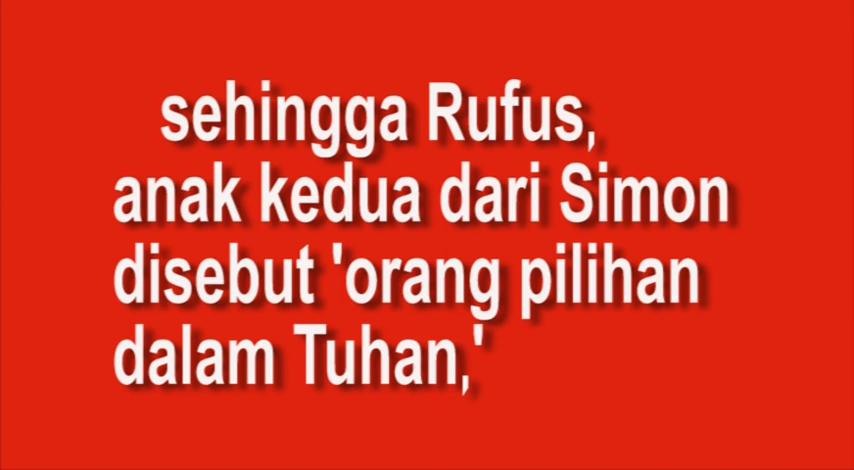 sehingga Rufus,
anak kedua dari Simon
disebut 'orang pilihan
dalam Tuhan,'